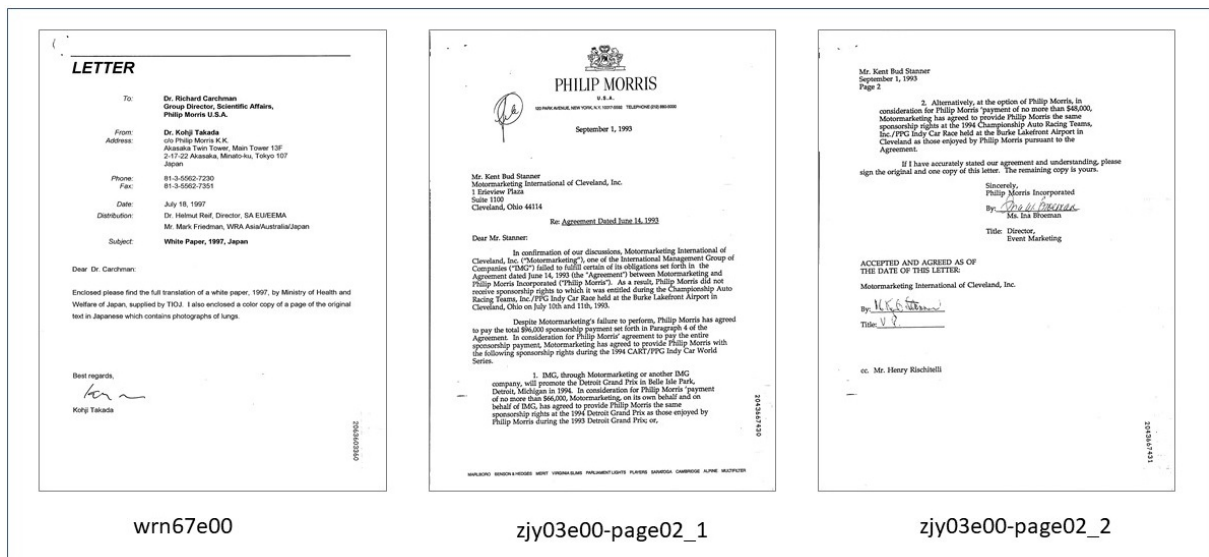 LETTER
To: Dr. Richard Carchman
Group Director, Scientific Affairs,
Philip Morris U.S.A.
From: Dr. Kohji Takada
Address: c/o Philip Morris K.K.
Akasaka Twin Tower, Main Tower 13F
2-17-22 Akasaka, Minato-ku, Tokyo 107
Japan
Phone: 81-3-5562-7230
Fax: 81-3-5562-7351
Date: July 18, 1997
Distribution: Dr. Helmut Reif, Director, SA EU/EEMA
Mr. Mark Friedman, WRA Asia/Australia/Japan
Subject: White Paper, 1997, Japan
Dear Dr. Carchman:
Enclosed please find the full translation of a white paper, 1997, by Ministry of Health and
Welfare of Japan, supplied by TIOJ. I also enclosed a color copy of a page of the original
text in Japanese which contains photographs of lungs.
Best regards,
Kohji Takada
2063603360
wrn67e00
PHILIP MORRIS
U.S.A.
120 PARK AVENUE, NEW YORK, N.Y. 10017-5592 TELEPHONE (212) 880-5000
September 1, 1993
Mr. Kent Bud Stanner
Motormarketing International of Cleveland, Inc.
1 Erieview Plaza
Suite 1100
Cleveland, Ohio 44114
Re: Agreement Dated June 14, 1993
Dear Mr. Stanner:
In confirmation of our discussions, Motormarketing International of
Cleveland, Inc. ("Motormarketing"), one of the International Management Group of
Companies ("IMG") failed to fulfill certain of its obligations set forth in the
Agreement dated June 14, 1993 (the "Agreement") between Motormarketing and
Philip Morris Incorporated ("Philip Morris"). As a result, Philip Morris did not
receive sponsorship rights to which it was entitled during the Championship Auto
Racing Teams, Inc./PPG Indy Car Race held at the Burke Lakefront Airport in
Cleveland, Ohio on July 10th and 11th, 1993.
Despite Motormarketing's failure to perform, Philip Morris has agreed
to pay the total $96,000 sponsorship payment set forth in Paragraph 4 of the
Agreement. In consideration for Philip Morris' agreement to pay the entire
sponsorship payment, Motormarketing has agreed to provide Philip Morris with
the following sponsorship rights during the 1994 CART/PPG Indy Car World
Series.
1. IMG, through Motormarketing or another IMG
company, will promote the Detroit Grand Prix in Belle Isle Park,
Detroit, Michigan in 1994. In consideration for Philip Morris 'payment
of no more than $66,000, Motormarketing, on its own behalf and on
behalf of IMG, has agreed to provide Philip Morris the same
sponsorship rights at the 1994 Detroit Grand Prix as those enjoyed by
Philip Morris during the 1993 Detroit Grand Prix; or,
2043667430
MARLBORO BENSON & HEDGES MERIT VIRGINIA SLIMS PARLIAMENT LIGHTS PLAYERS SARATOGA CAMBRIDGE ALPINE MULTIFILTER
zjy03e00-page02_1
Mr. Kent Bud Stanner
September 1, 1993
Page 2
2. Alternatively, at the option of Philip Morris, in
consideration for Philip Morris 'payment of no more than $48,000,
Motormarketing has agreed to provide Philip Morris the same
sponsorship rights at the 1994 Championship Auto Racing Teams,
Inc./PPG Indy Car Race held at the Burke Lakefront Airport in
Cleveland as those enjoyed by Philip Morris pursuant to the
Agreement.
If I have accurately stated our agreement and understanding, please
sign the original and one copy of this letter. The remaining copy is yours.
Sincerely,
Philip Morris Incorporated
By: Ina W Broeman
Ms. Ina Broeman
Title: Director,
Event Marketing
ACCEPTED AND AGREED AS OF
THE DATE OF THIS LETTER:
Motormarketing International of Cleveland, Inc.
By:
Title: V P.
cc. Mr. Henry Rischitelli
2043667431
zjy03e00-page02_2